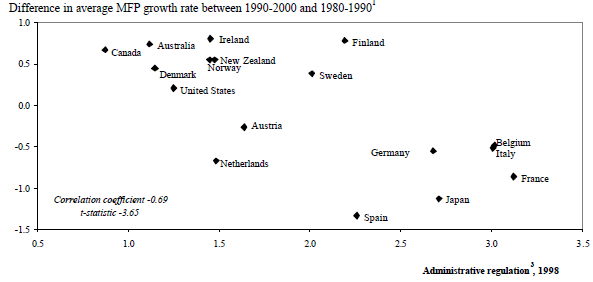 Difference in average MFP growth rate between 1990-2000 and 1980-1990¹
1.0
Ireland
Finland
Australia
Canada
0.5
New Zealand
Norway
Denmark
Sweden
United States
0.0
Austria
Belgium
-0.5
Germany
Italy
Netherlands
France
-1.0
Correlation coefficient -0.69
Japan
t-statistic -3.65
Spain
-1.5
0.5 1.0 1.5 2.0 2.5 3.0 3.5
Administrative regulation³, 1998